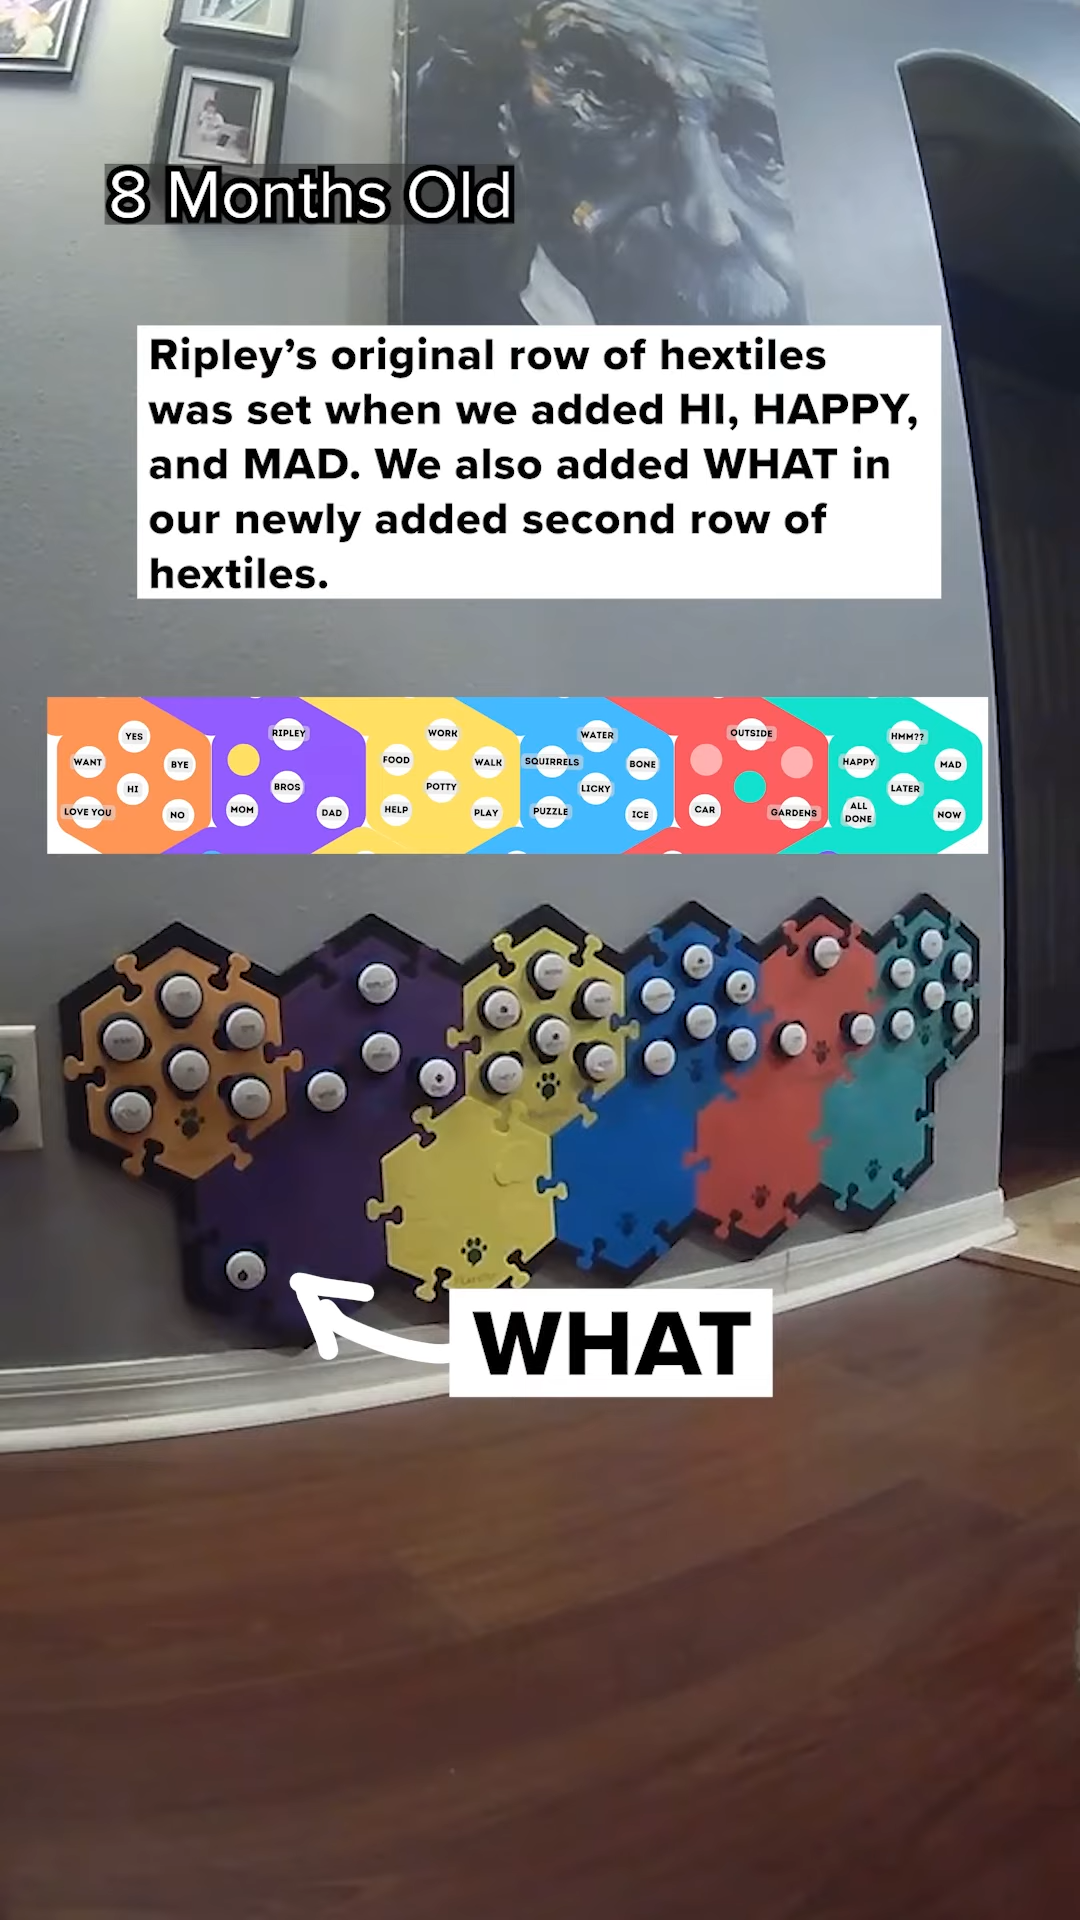 8 Months Old
Ripley's original row of hextiles
was set when we added HI, HAPPY,
and MAD. We also added WHAT in
our newly added second row of
hextiles.
YES
WANT
BYE
HI
LOVE YOU
NO
RIPLEY
BROS
MOM
DAD
WORK
FOOD
WALK
POTTY
HELP
PLAY
WATER
SQUIRRELS
BONE
LICKY
PUZZLE
ICE
OUTSIDE
CAR
GARDENS
HMM??
HAPPY
MAD
LATER
ALL
DONE
NOW
WHAT